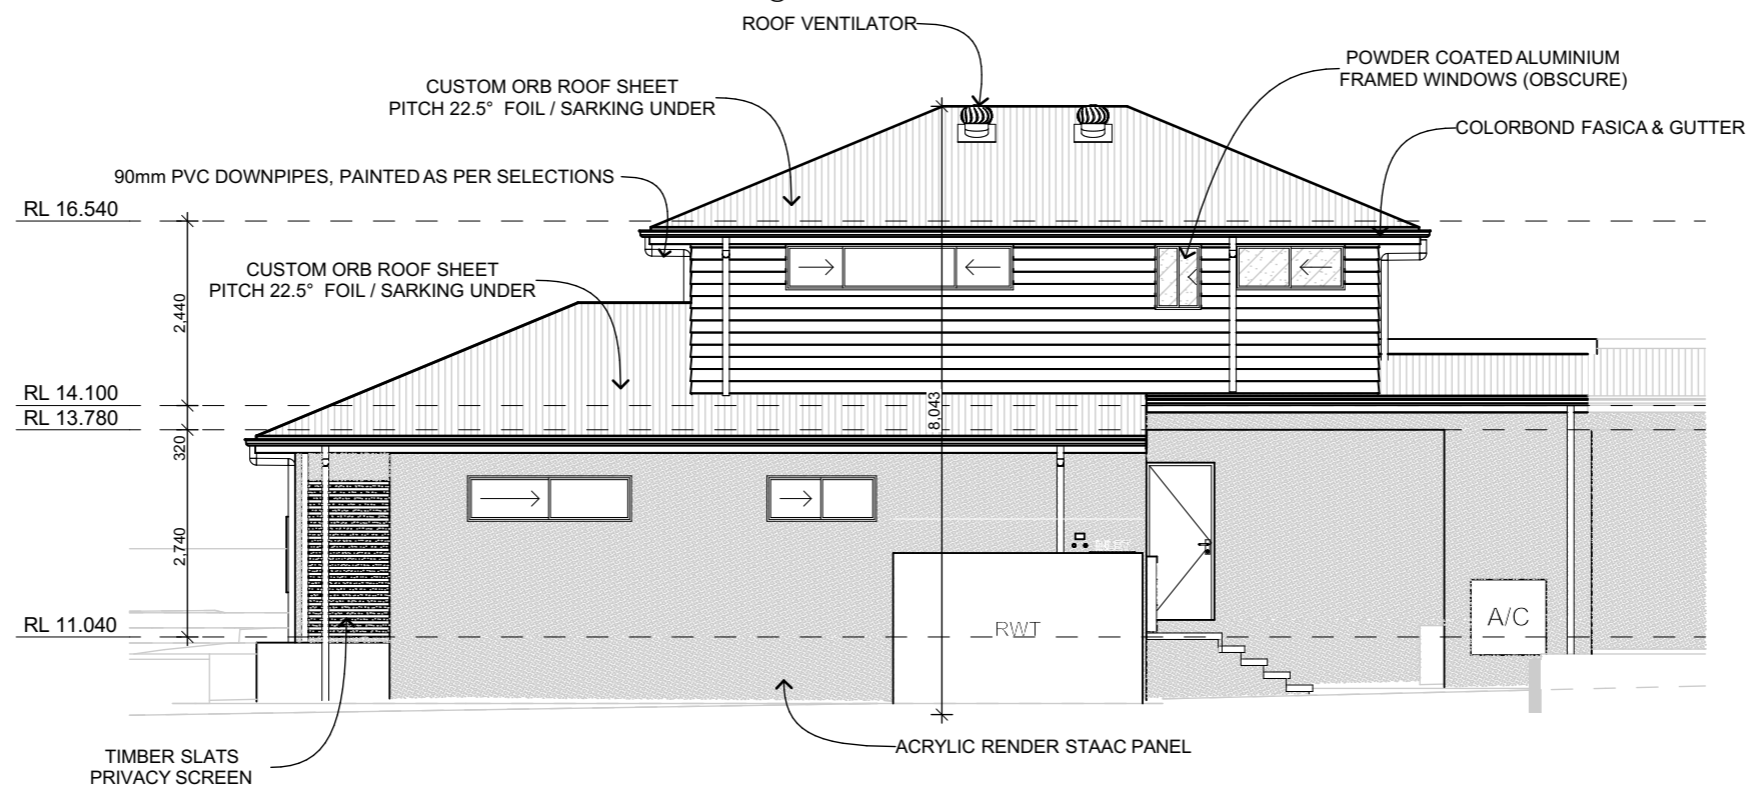 ROOF VENTILATOR
POWDER COATED ALUMINIUM
FRAMED WINDOWS (OBSCURE)
CUSTOM ORB ROOF SHEET
PITCH 22.5° FOIL / SARKING UNDER
COLORBOND FASICA & GUTTER
90mm PVC DOWNPIPES, PAINTED AS PER SELECTIONS
RL 16.540
CUSTOM ORB ROOF SHEET
PITCH 22.5° FOIL / SARKING UNDER
2,440
RL 14.100
8,043
RL 13.780
320
2,740
A/C
RL 11.040
RWT
ACRYLIC RENDER STAAC PANEL
TIMBER SLATS
PRIVACY SCREEN